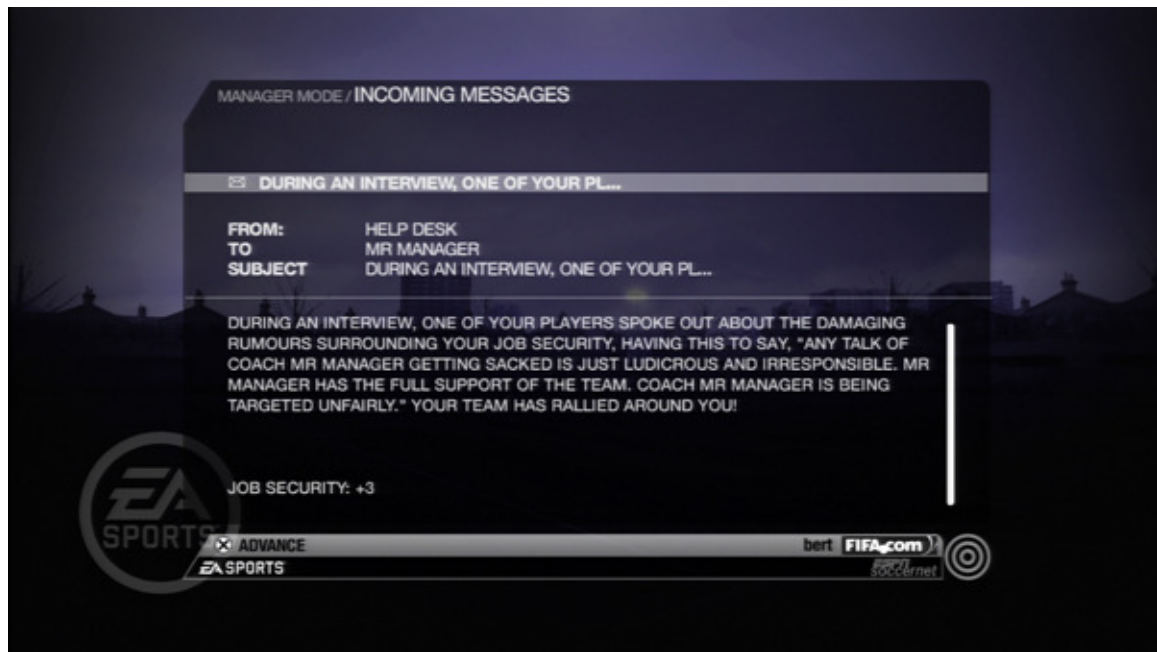 MANAGER MODE / INCOMING MESSAGES
DURING AN INTERVIEW, ONE OF YOUR PL...
FROM: HELP DESK
TO MR MANAGER
SUBJECT DURING AN INTERVIEW, ONE OF YOUR PL...
DURING AN INTERVIEW, ONE OF YOUR PLAYERS SPOKE OUT ABOUT THE DAMAGING
RUMOURS SURROUNDING YOUR JOB SECURITY, HAVING THIS TO SAY, "ANY TALK OF
COACH MR MANAGER GETTING SACKED IS JUST LUDICROUS AND IRRESPONSIBLE. MR
MANAGER HAS THE FULL SUPPORT OF THE TEAM. COACH MR MANAGER IS BEING
TARGETED UNFAIRLY." YOUR TEAM HAS RALLIED AROUND YOU!
JOB SECURITY: +3
EA
SPORTS
ADVANCE bert FIFA.com
EA SPORTS ESPN
soccernet